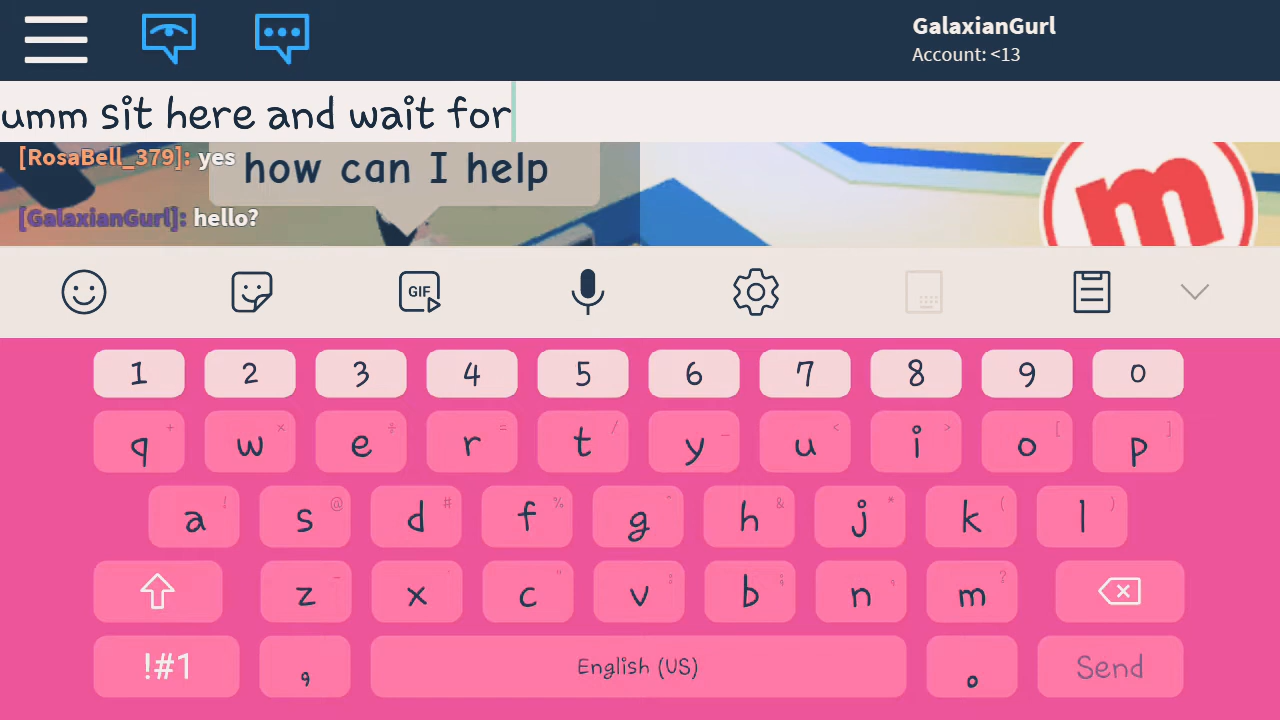 GalaxianGurl
Account: <13
umm sit here and wait for
[RosaBell_379]: yes
how can I help
[GalaxianGurl]: hello?
m
GIF
1 2 3 4 5 6 7 8 9 0
q + w × e ÷ r = t / y _ u < i > o [ p ]
a ! s @ d # f % g ' h & j * k ( l )
z - x ' c " v : b ; n , m ?
!#1 , English (US) . Send